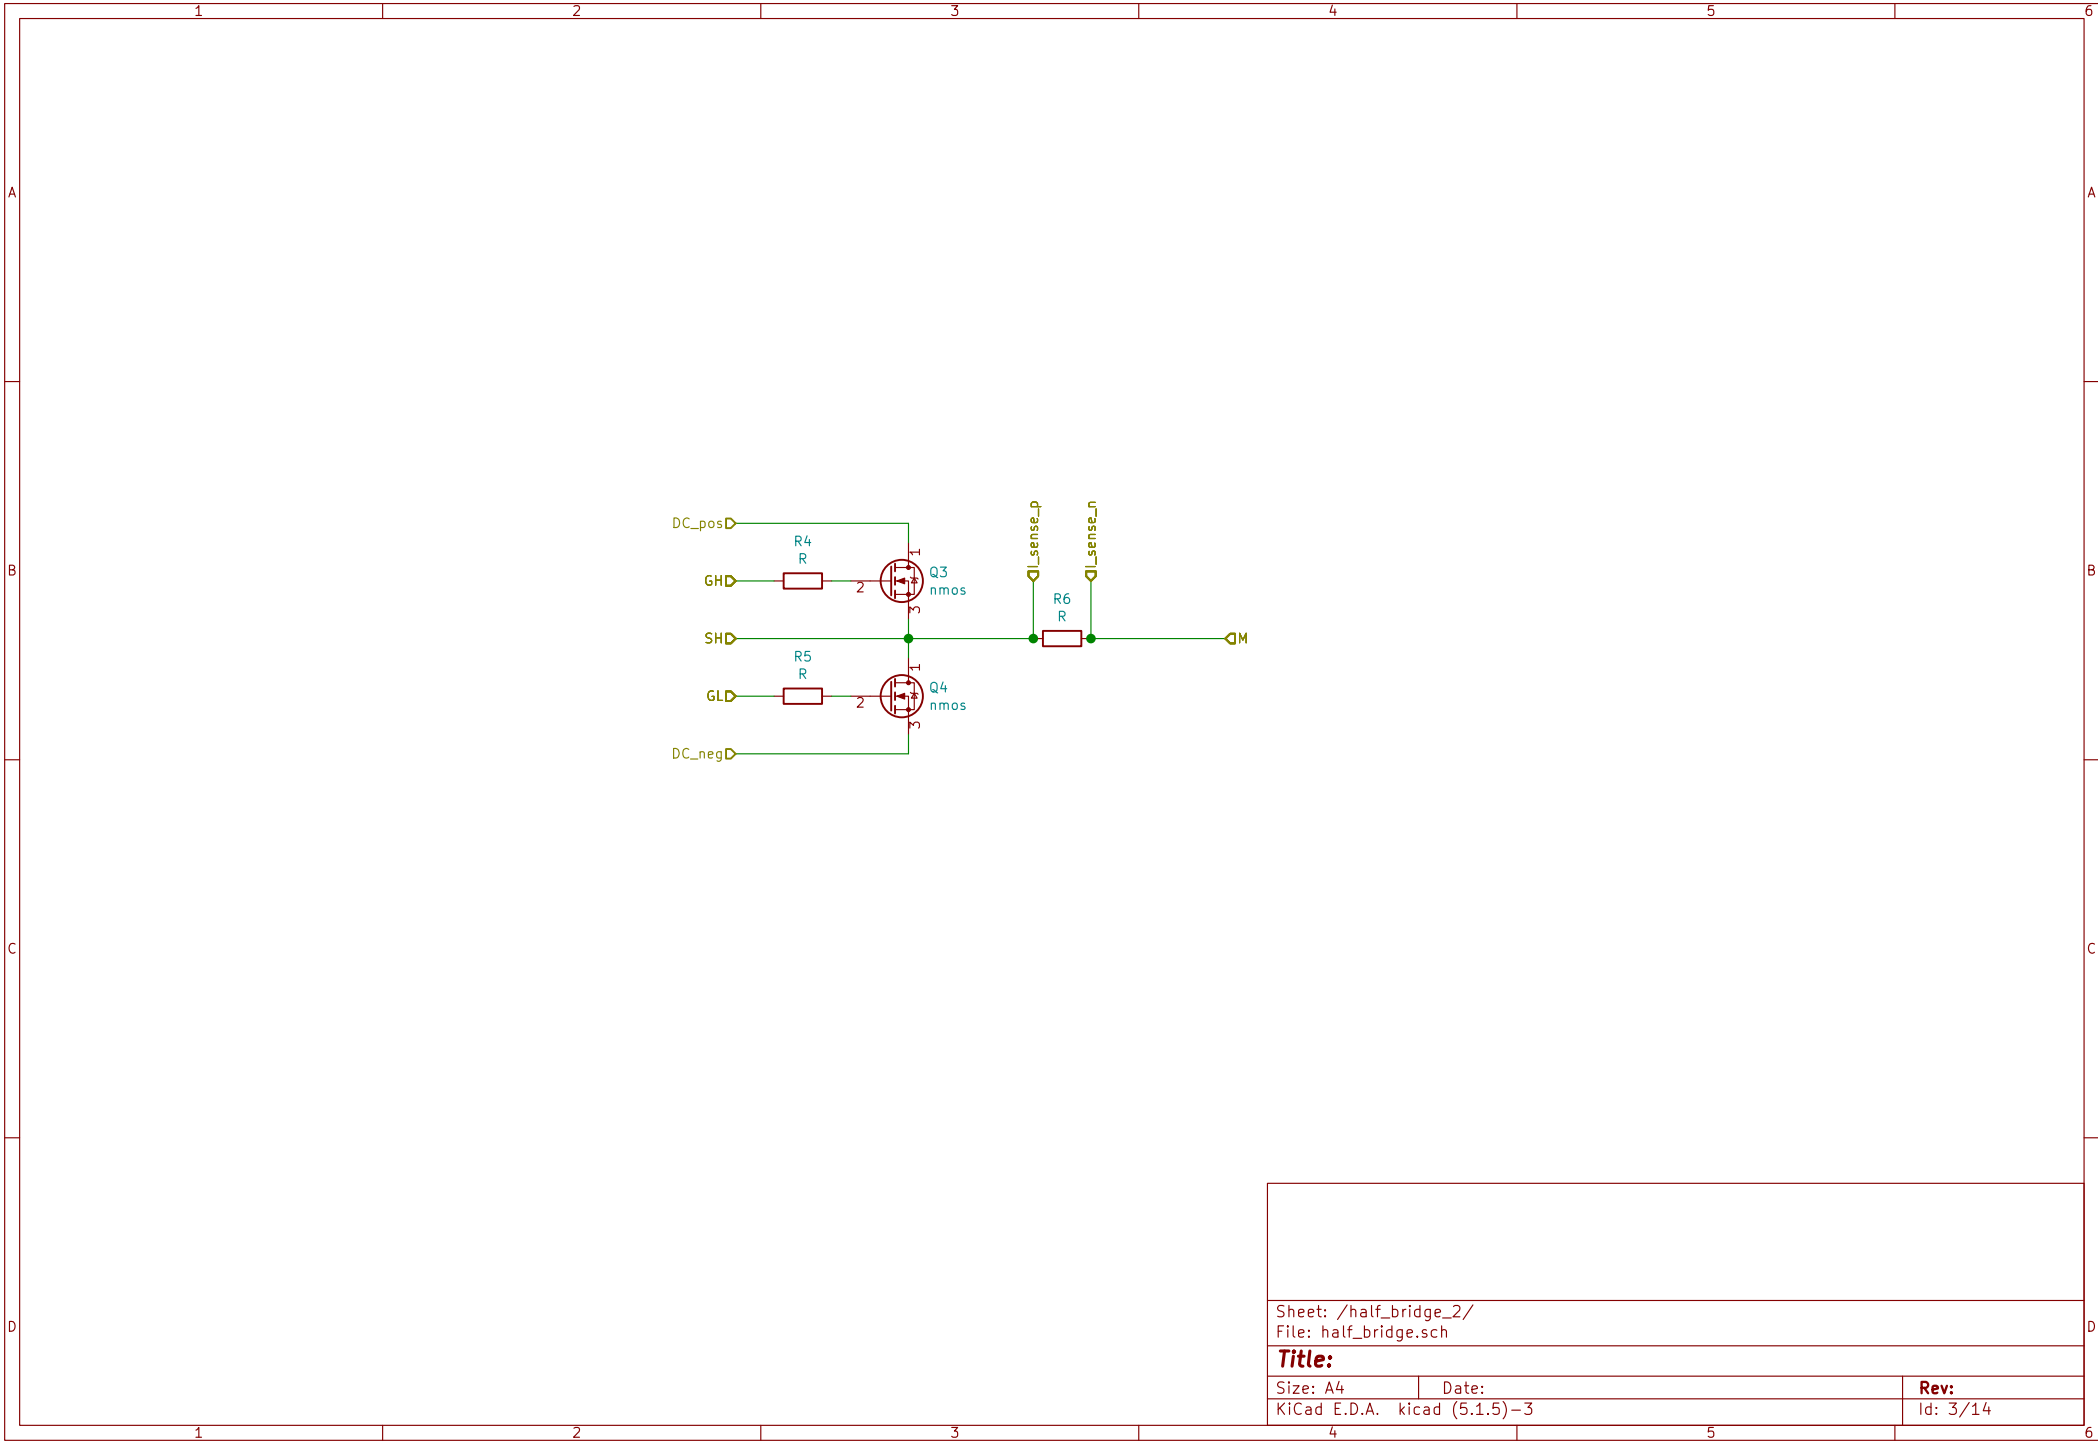 1 2 3 4 5 6
A A
DC_pos
I_sense_p
I_sense_n
R4
R
1
B B
GH
2
Q3
nmos
3
R6
R
SH
M
R5
R
1
GL
2
Q4
nmos
3
DC_neg
C C
Sheet: /half_bridge_2/
File: half_bridge.sch
D D
Title:
Size: A4 Date: Rev:
KiCad E.D.A. kicad (5.1.5)-3 Id: 3/14
1 2 3 4 5 6